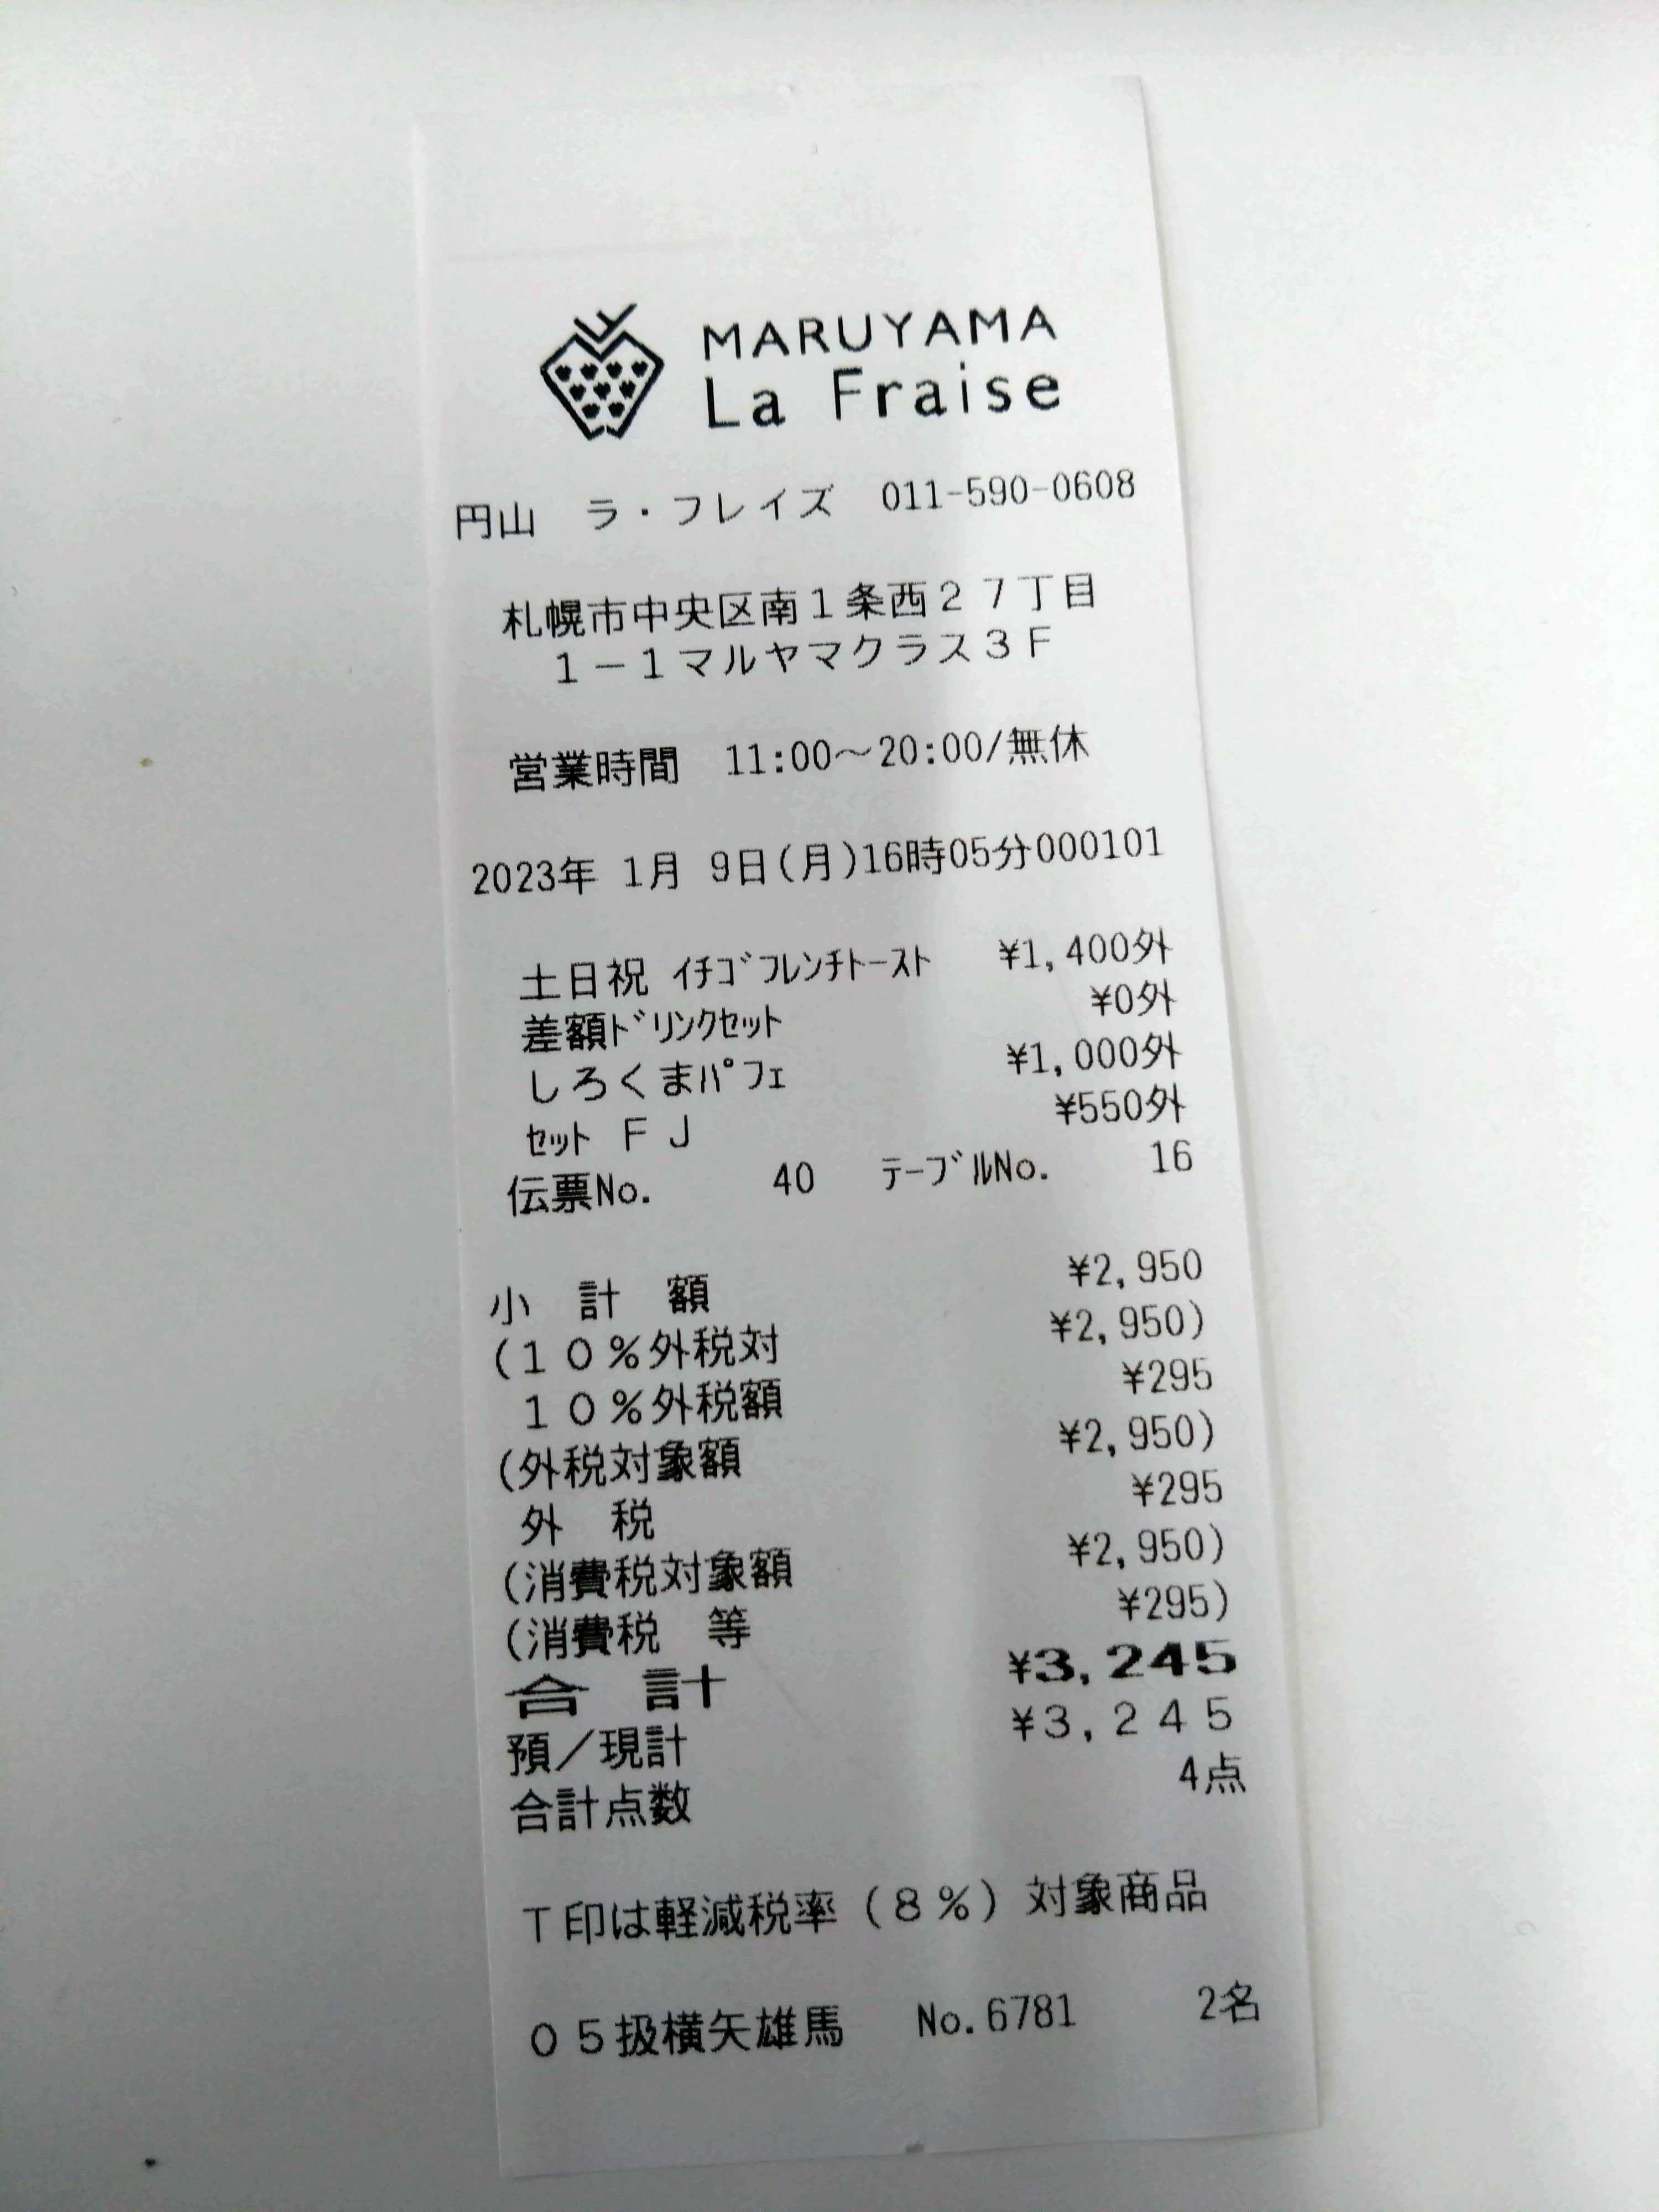 MARUYAMA
La Fraise
円山　ラ・フレイズ　011-590-0608
札幌市中央区南１条西２７丁目
１－１マルヤマクラス３Ｆ
営業時間　11:00～20:00/無休
2023年 1月 9日(月)16時05分000101
土日祝 ｲﾁｺﾞﾌﾚﾝﾁﾄｰｽﾄ ¥1,400外
差額ﾄﾞﾘﾝｸｾｯﾄ ¥0外
しろくまﾊﾟﾌｪ ¥1,000外
ｾｯﾄ ＦＪ ¥550外
伝票No. 40 ﾃｰﾌﾞﾙNo. 16
小　計　額 ¥2,950
(１０％外税対 ¥2,950)
１０％外税額 ¥295
(外税対象額 ¥2,950)
外　税 ¥295
(消費税対象額 ¥2,950)
(消費税　等 ¥295)
合　計 ¥3,245
預／現計 ¥３,２４５
合計点数 4点
Ｔ印は軽減税率（８％）対象商品
０５扱横矢雄馬 No.6781 2名